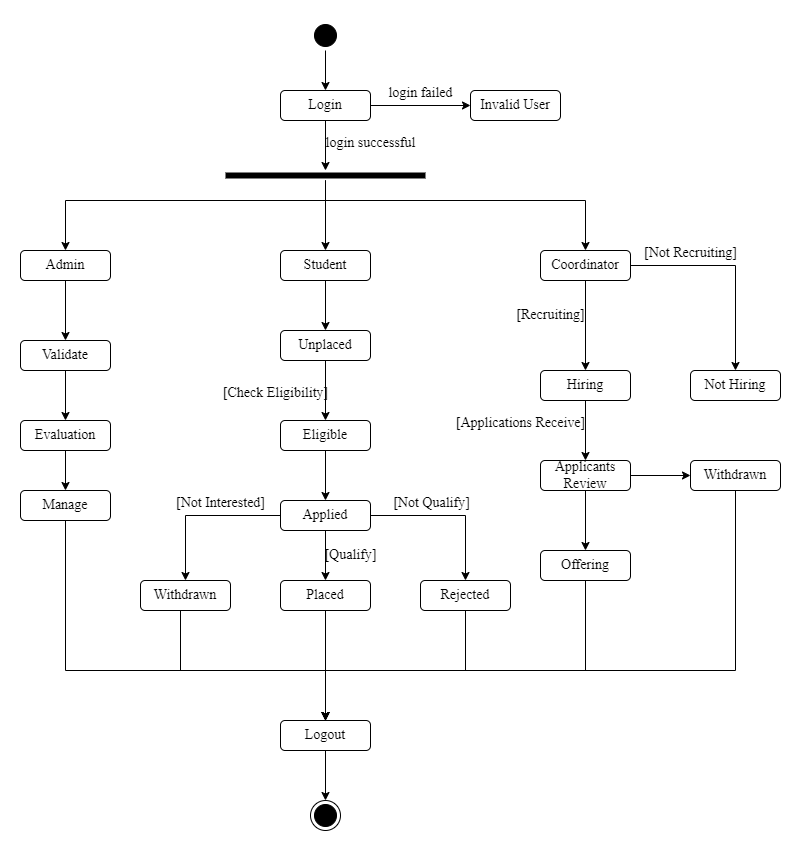 Login
login failed
Invalid User
login successful
Admin
Student
Coordinator
[Not Recruiting]
[Recruiting]
Unplaced
Validate
[Check Eligibility]
Hiring
Not Hiring
[Applications Receive]
Evaluation
Eligible
Applicants
Review
Withdrawn
Manage
[Not Interested]
Applied
[Not Qualify]
[Qualify]
Offering
Withdrawn
Placed
Rejected
Logout